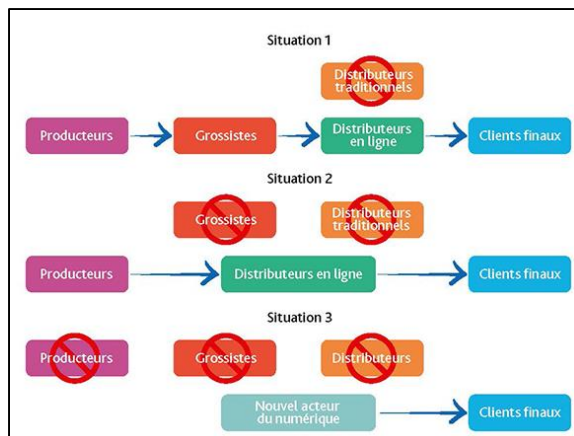 Situation 1
Distributeurs
traditionnels
Producteurs
Grossistes
Distributeurs
en ligne
Clients finaux
Situation 2
Grossistes
Distributeurs
traditionnels
Producteurs
Distributeurs en ligne
Clients finaux
Situation 3
Producteurs
Grossistes
Distributeurs
Nouvel acteur
du numérique
Clients finaux